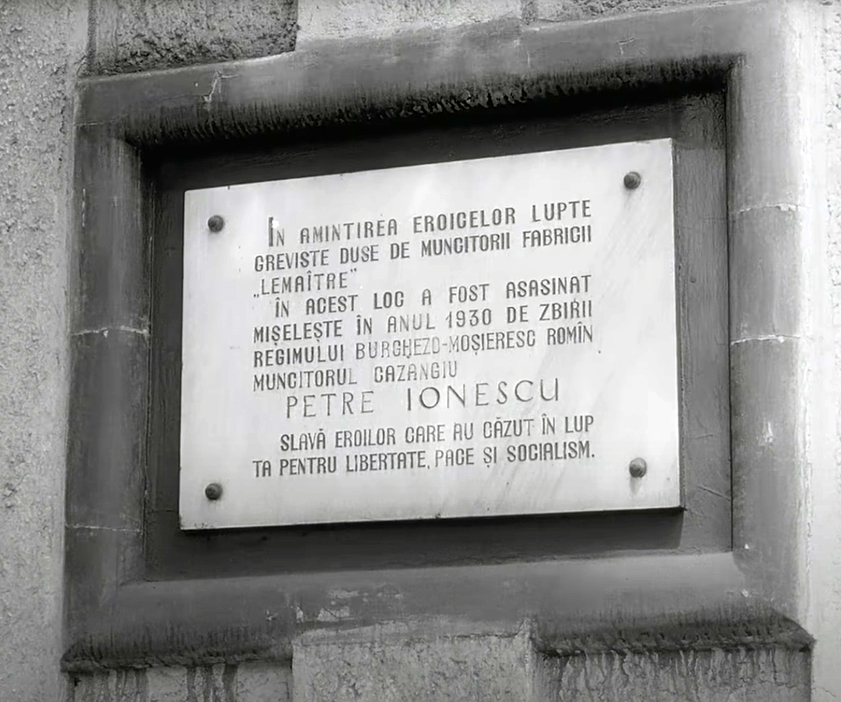 ÎN AMINTIREA EROICELOR LUPTE
GREVISTE DUSE DE MUNCITORII FABRICII
„LEMAÎTRE”
ÎN ACEST LOC A FOST ASASINAT
MIȘELEȘTE ÎN ANUL 1930 DE ZBIRII
REGIMULUI BURGHEZO-MOȘIERESC ROMÎN
MUNCITORUL CAZANGIU
PETRE IONESCU
SLAVĂ EROILOR CARE AU CĂZUT ÎN LUP
TA PENTRU LIBERTATE, PACE ȘI SOCIALISM.